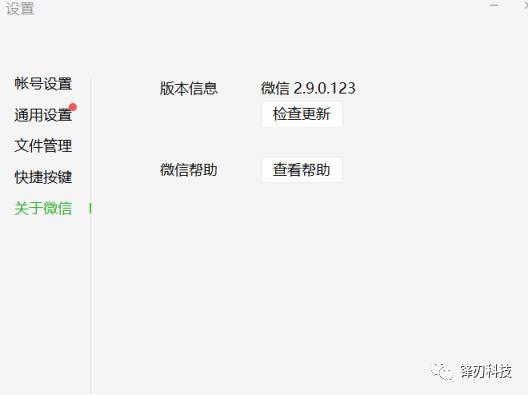 设置
帐号设置
通用设置
文件管理
快捷按键
关于微信
版本信息 微信 2.9.0.123
检查更新
微信帮助 查看帮助
锋刃科技